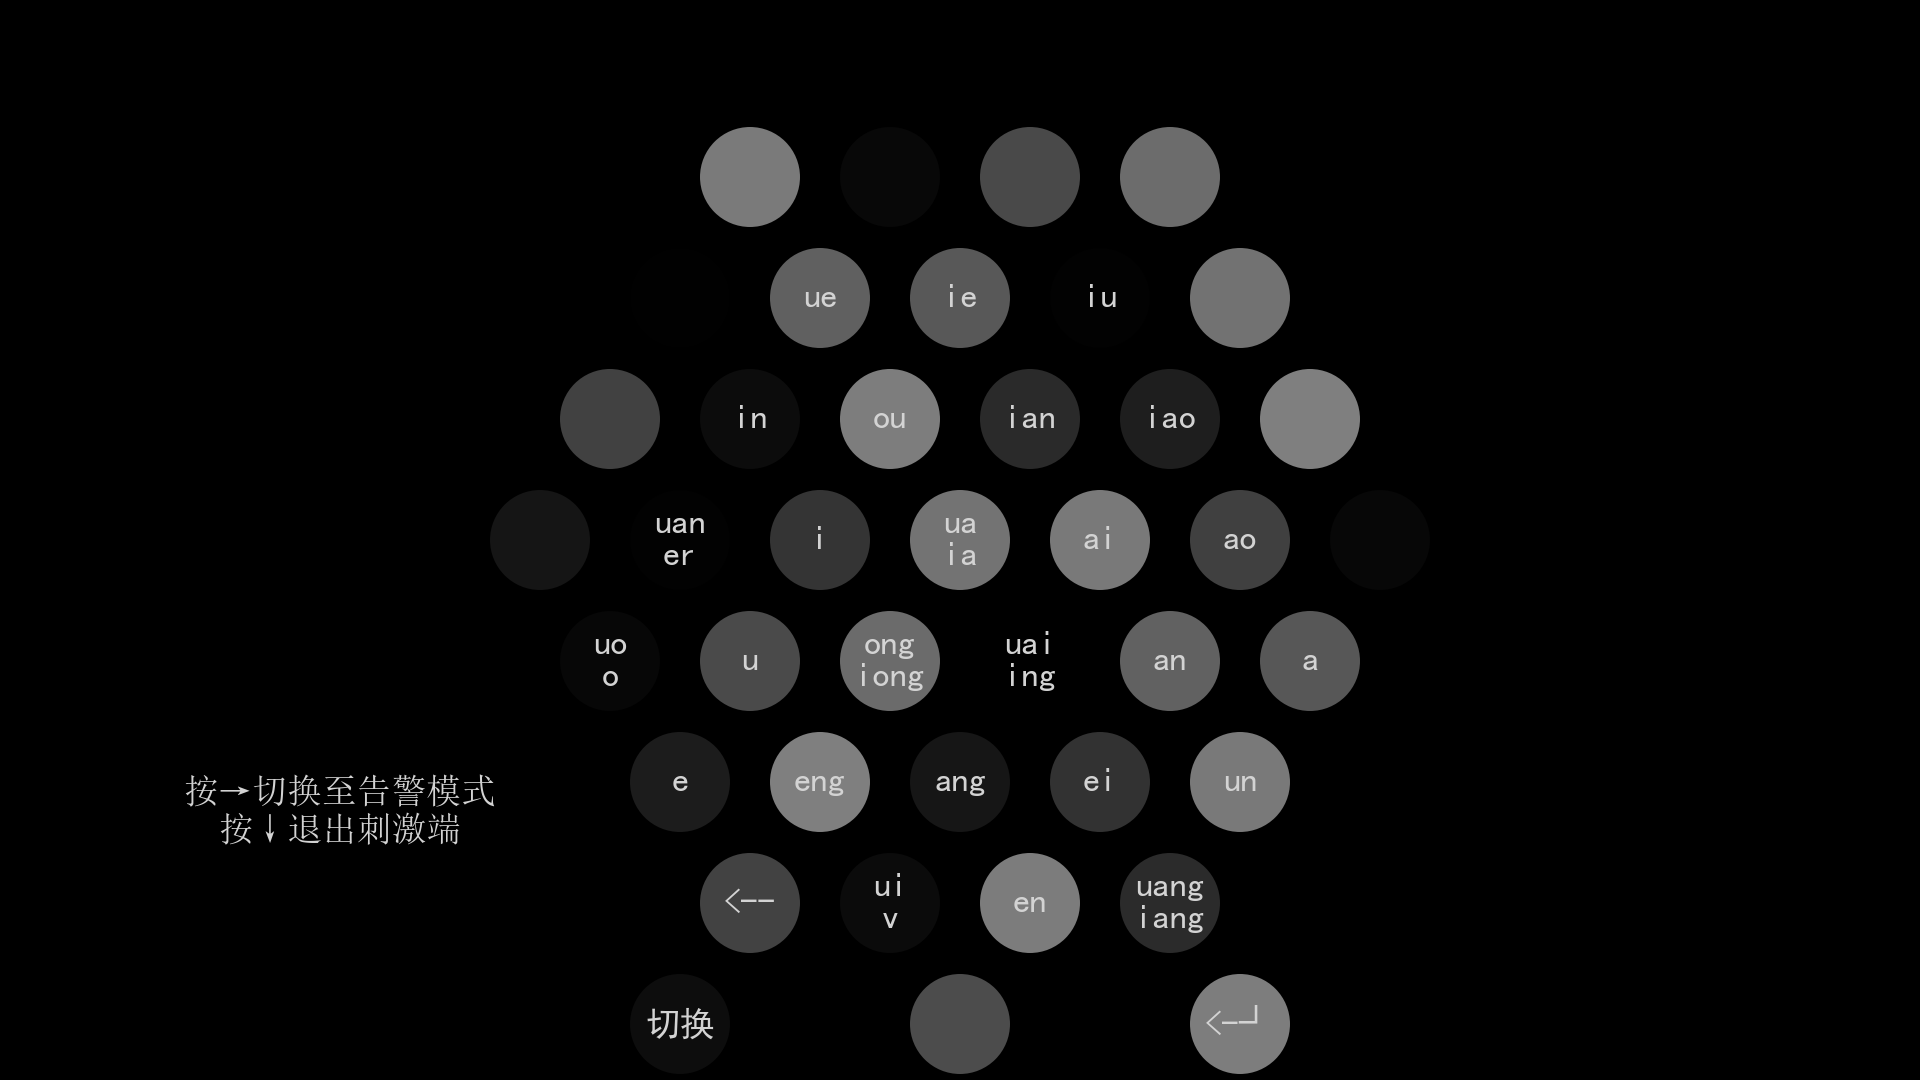 ue
ie
iu
in
ou
ian
iao
uan
er
i
ua
ia
ai
ao
uo
o
u
ong
iong
uai
ing
an
a
e
eng
ang
ei
un
按→切换至告警模式
按↓退出刺激端
<--
ui
v
en
uang
iang
切换
<-┘